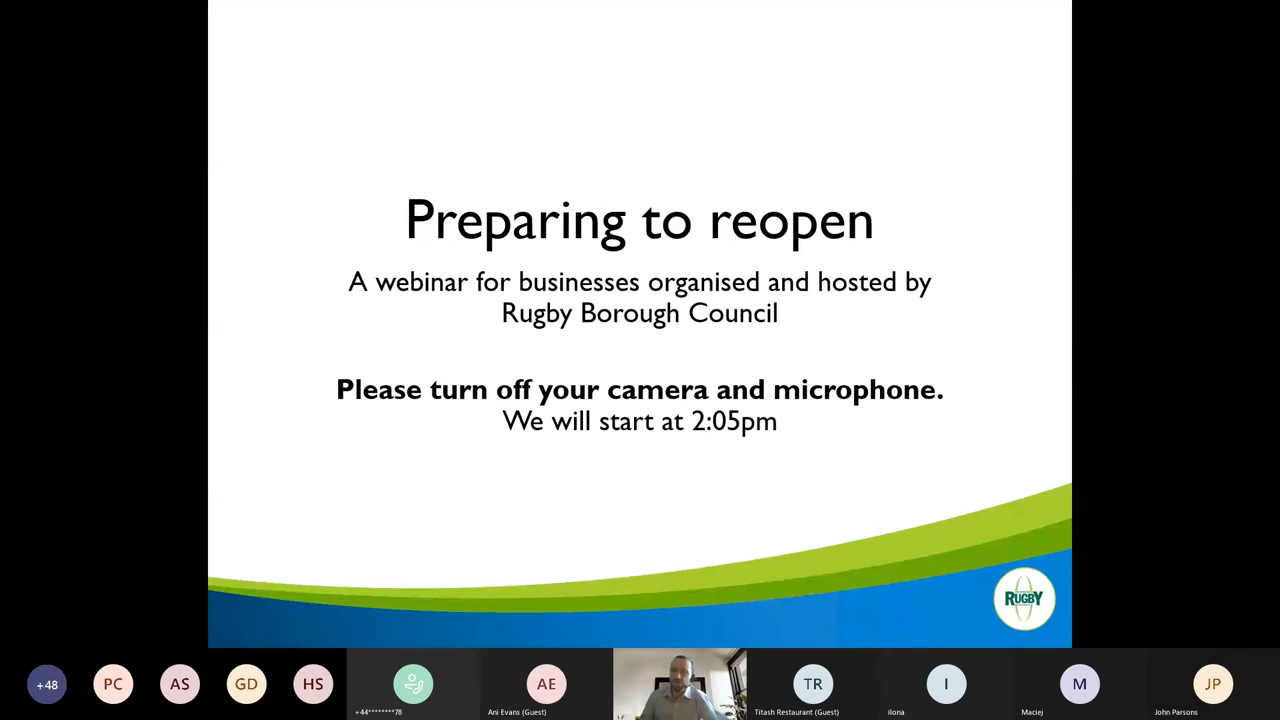 Preparing to reopen
A webinar for businesses organised and hosted by
Rugby Borough Council
Please turn off your camera and microphone.
We will start at 2:05pm
RUGBY
+48
PC
AS
GD
HS
+44********78
AE
Ani Evans (Guest)
TR
Titash Restaurant (Guest)
I
ilona
M
Maciej
JP
John Parsons